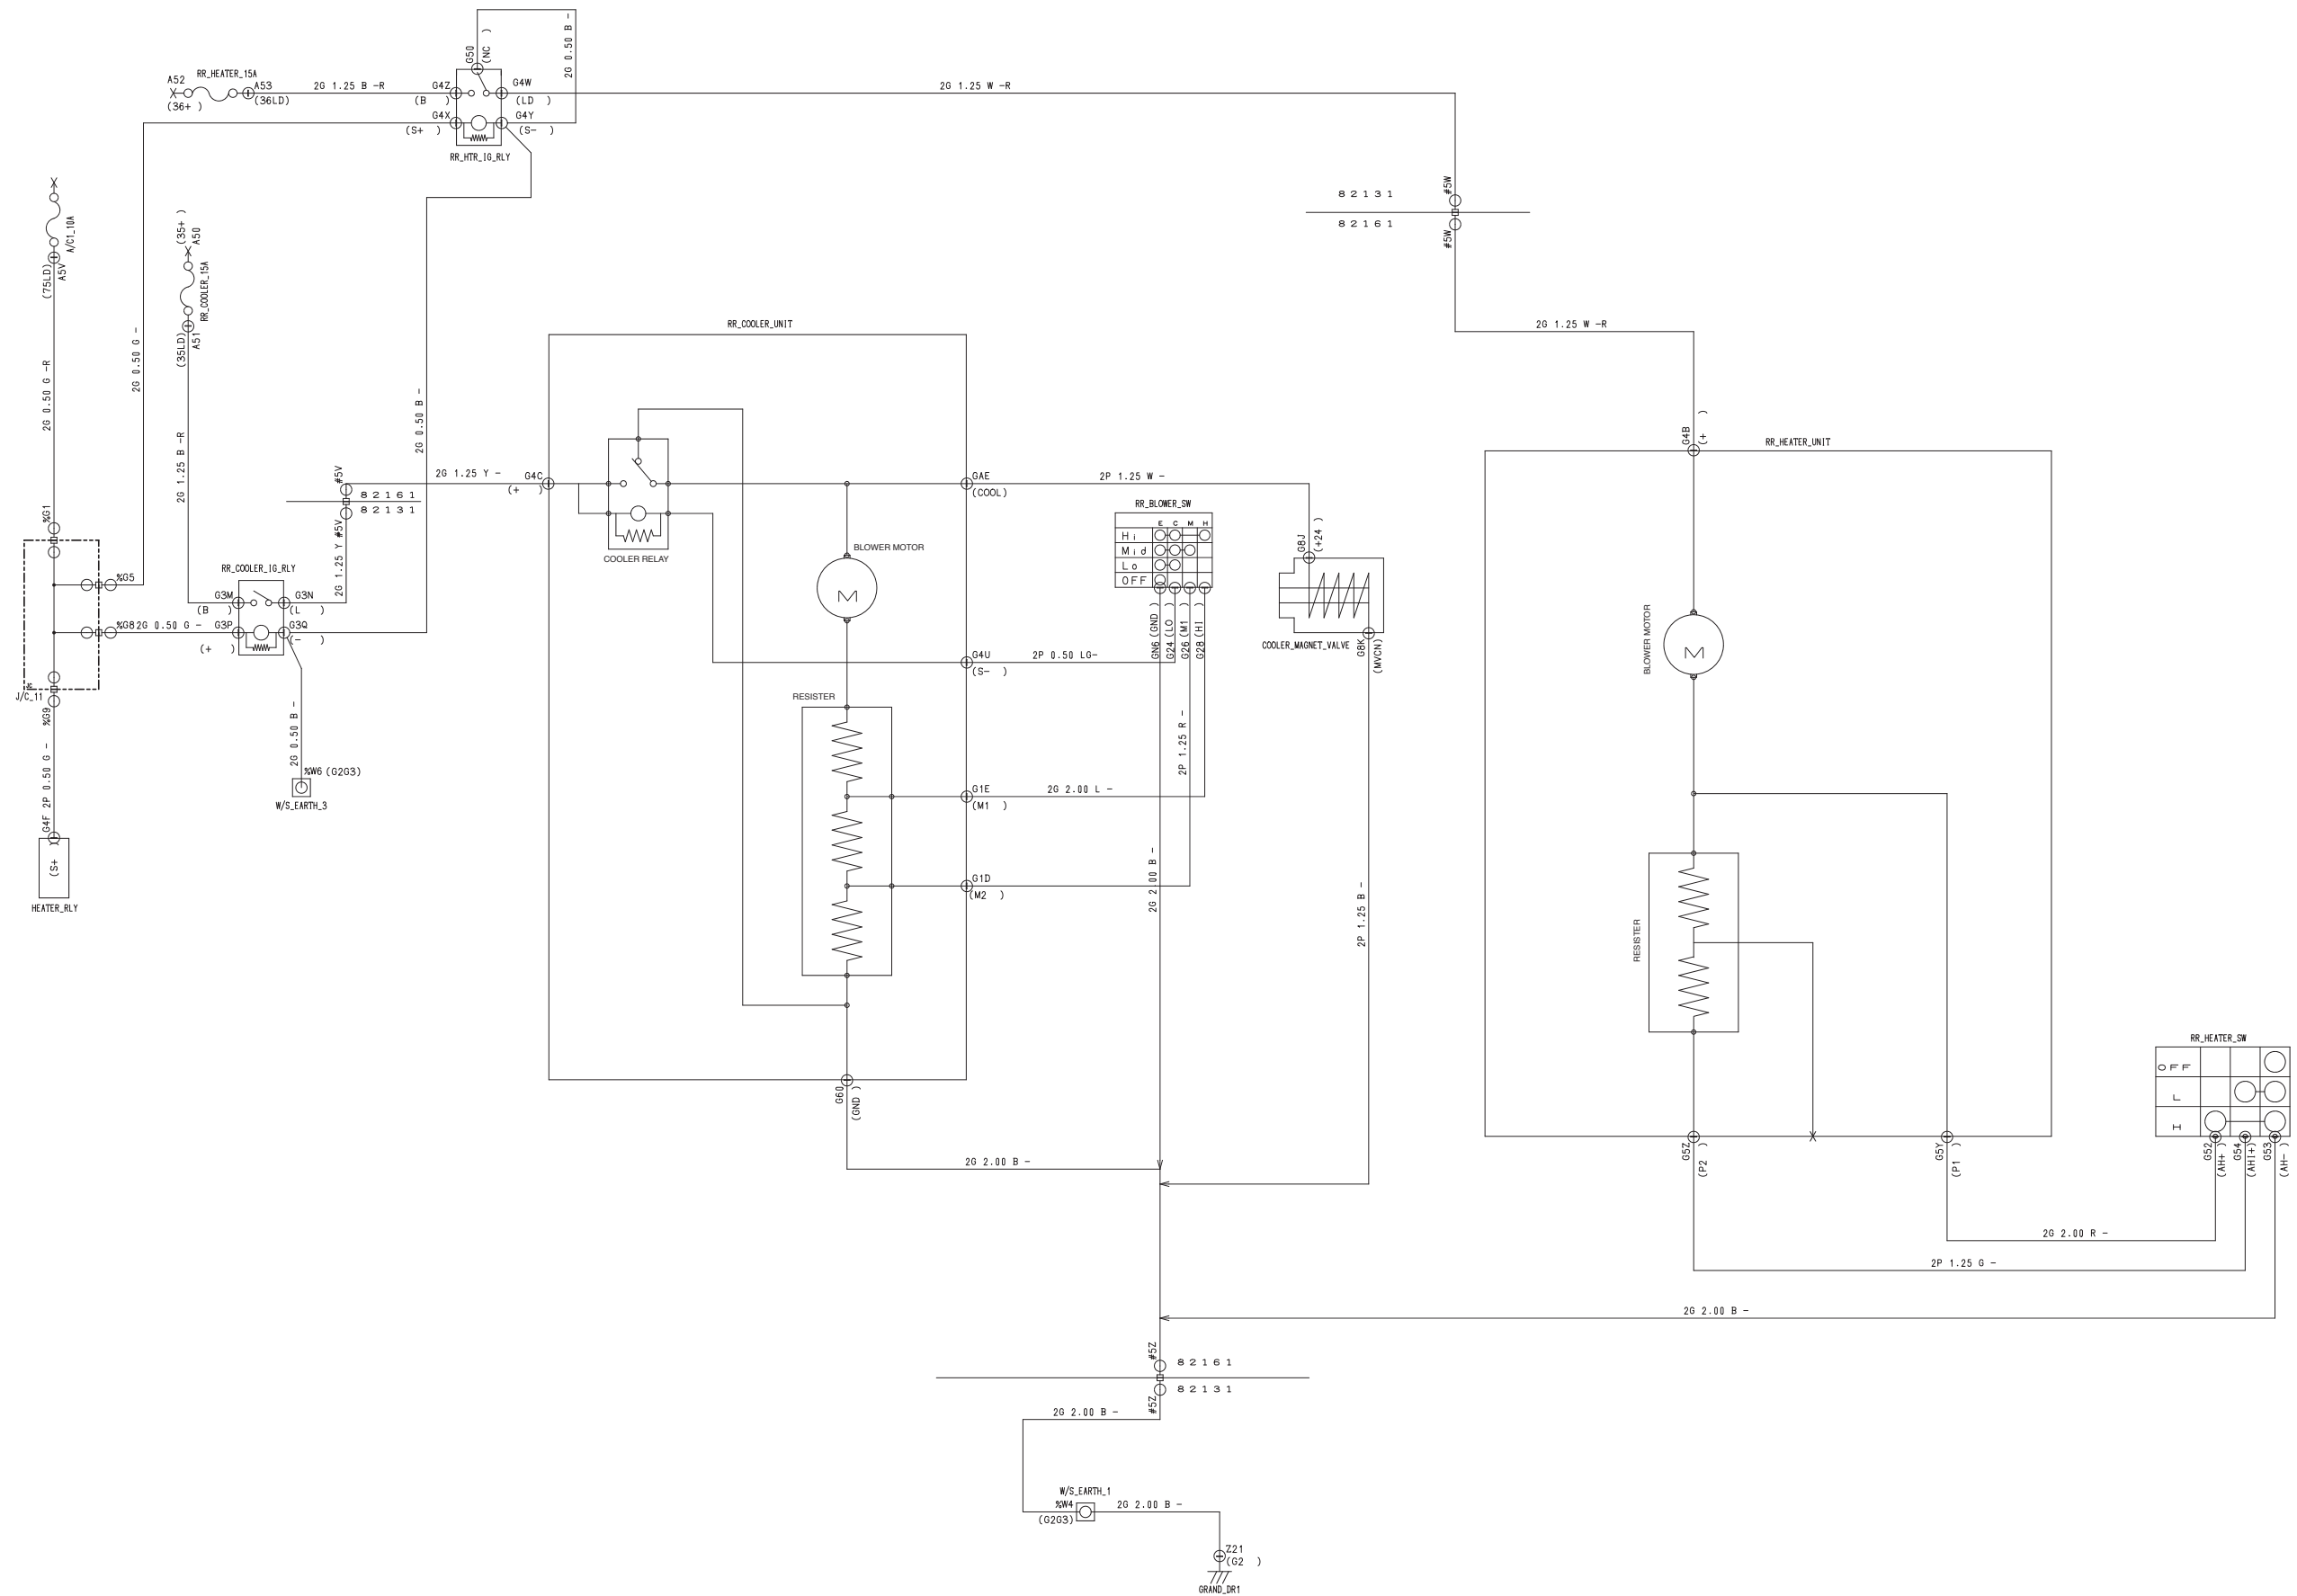 G50
(NC )
2G 0.50 B -
A52
(36+ )
RR_HEATER_15A
A53
(36LD)
2G 1.25 B -R
G4Z
(B )
G4W
(LD )
2G 1.25 W -R
G4X
(S+ )
G4Y
(S- )
RR_HTR_IG_RLY
A/C1_10A
(75LD)
A5V
2G 0.50 G -R
2G 0.50 G -
(35+ )
A50
RR_COOLER_15A
(35LD)
A51
2G 1.25 B -R
2G 0.50 B -
#5W
82131
82161
#5W
2G 1.25 W -R
RR_COOLER_UNIT
G4B
(+ )
RR_HEATER_UNIT
2G 1.25 Y -
G4C
(+ )
#5V
82161
82131
#5V
2G 1.25 Y
GAE
(COOL)
2P 1.25 W -
RR_BLOWER_SW
E C M H
Hi
Mid
Lo
OFF
G8J
(+24 )
COOLER RELAY
BLOWER MOTOR
M
%G1
%G5
RR_COOLER_IG_RLY
G3M
(B )
G3N
(L )
%G8
2G 0.50 G -
G3P
(+ )
G3Q
(- )
GN6 (GND )
G24 (LO )
G26 (M1 )
G28 (HI )
COOLER_MAGNET_VALVE
G8K
(MVCN)
BLOWER MOTOR
M
G4U
(S- )
2P 0.50 LG-
J/C_11
%G9
2G 0.50 B -
%W6 (G2G3)
W/S_EARTH_3
RESISTER
2P 1.25 R -
G1E
(M1 )
2G 2.00 L -
G4F 2P 0.50 G -
(S+
HEATER_RLY
G1D
(M2 )
2G 2.00 B -
2P 1.25 B -
RESISTER
G60
(GND )
2G 2.00 B -
RR_HEATER_SW
OFF
L
H
G5Z
(P2 )
G5Y
(P1 )
G52
(AH+ )
G54
(AHI+)
G53
(AH- )
2G 2.00 R -
2P 1.25 G -
2G 2.00 B -
#5Z
82161
82131
#5Z
2G 2.00 B -
W/S_EARTH_1
%W4
(G2G3)
2G 2.00 B -
Z21
(G2 )
GRAND_DR1